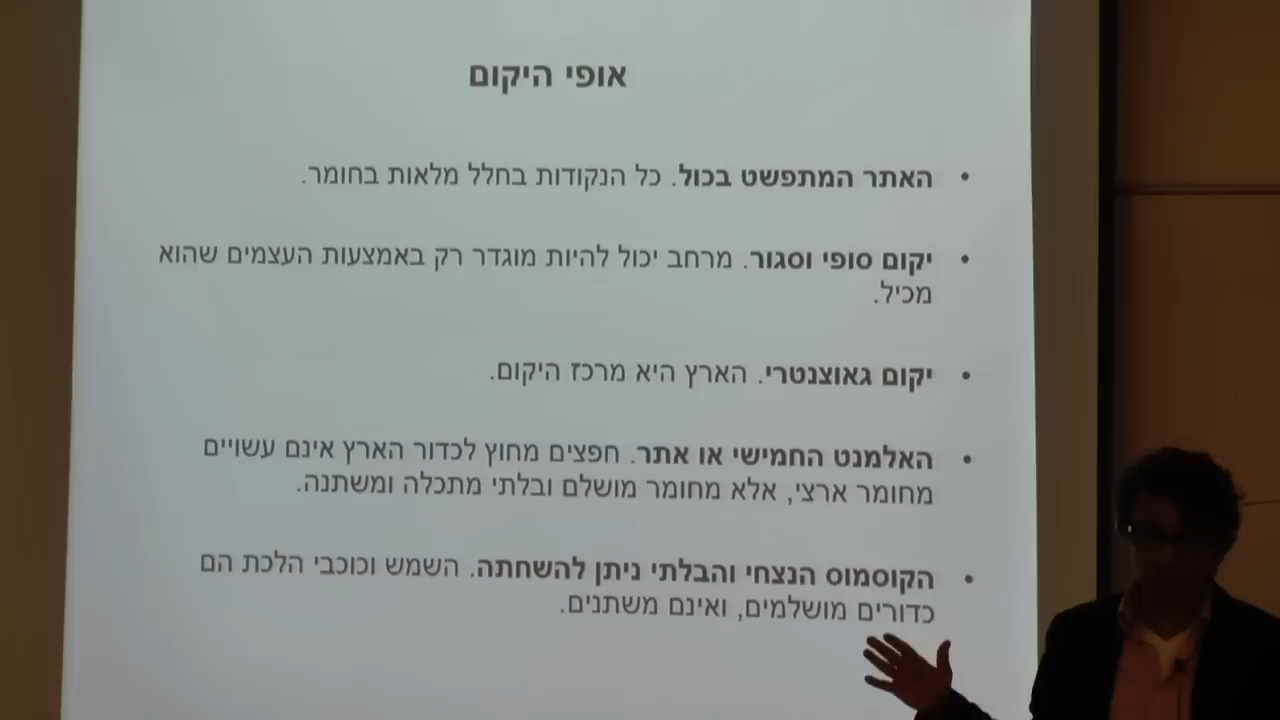 אופי היקום
האתר המתפשט בכול. כל הנקודות בחלל מלאות בחומר.
יקום סופי וסגור. מרחב יכול להיות מוגדר רק באמצעות העצמים שהוא
מכיל.
יקום גאוצנטרי. הארץ היא מרכז היקום.
האלמנט החמישי או אתר. חפצים מחוץ לכדור הארץ אינם עשויים
מחומר ארצי, אלא מחומר מושלם ובלתי מתכלה ומשתנה.
הקוסמוס הנצחי והבלתי ניתן להשחתה. השמש וכוכבי הלכת הם
כדורים מושלמים, ואינם משתנים.